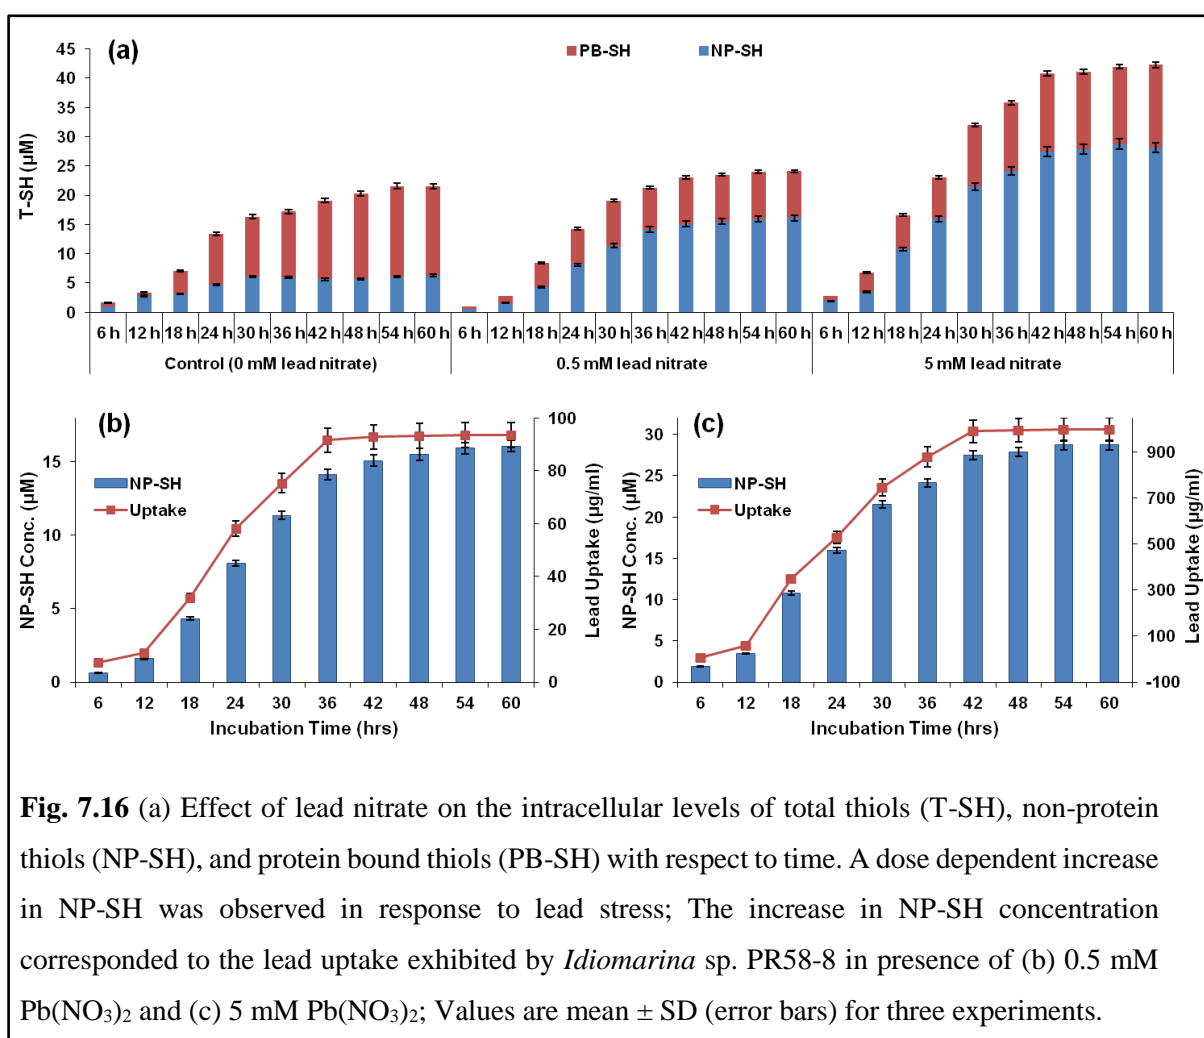 (a)
PB-SH NP-SH
T-SH (µM)
45
40
35
30
25
20
15
10
5
0
6 h 12 h 18 h 24 h 30 h 36 h 42 h 48 h 54 h 60 h 6 h 12 h 18 h 24 h 30 h 36 h 42 h 48 h 54 h 60 h 6 h 12 h 18 h 24 h 30 h 36 h 42 h 48 h 54 h 60 h
Control (0 mM lead nitrate) 0.5 mM lead nitrate 5 mM lead nitrate
(b)
NP-SH
Uptake
NP-SH Conc. (µM)
15
10
5
0
100
80
60
40
20
0
Lead Uptake (µg/ml)
6 12 18 24 30 36 42 48 54 60
Incubation Time (hrs)
(c)
NP-SH
Uptake
NP-SH Conc. (µM)
30
25
20
15
10
5
0
900
700
500
300
100
-100
Lead Uptake (µg/ml)
6 12 18 24 30 36 42 48 54 60
Incubation Time (hrs)
Fig. 7.16 (a) Effect of lead nitrate on the intracellular levels of total thiols (T-SH), non-protein
thiols (NP-SH), and protein bound thiols (PB-SH) with respect to time. A dose dependent increase
in NP-SH was observed in response to lead stress; The increase in NP-SH concentration
corresponded to the lead uptake exhibited by Idiomarina sp. PR58-8 in presence of (b) 0.5 mM
Pb(NO₃)₂ and (c) 5 mM Pb(NO₃)₂; Values are mean ± SD (error bars) for three experiments.